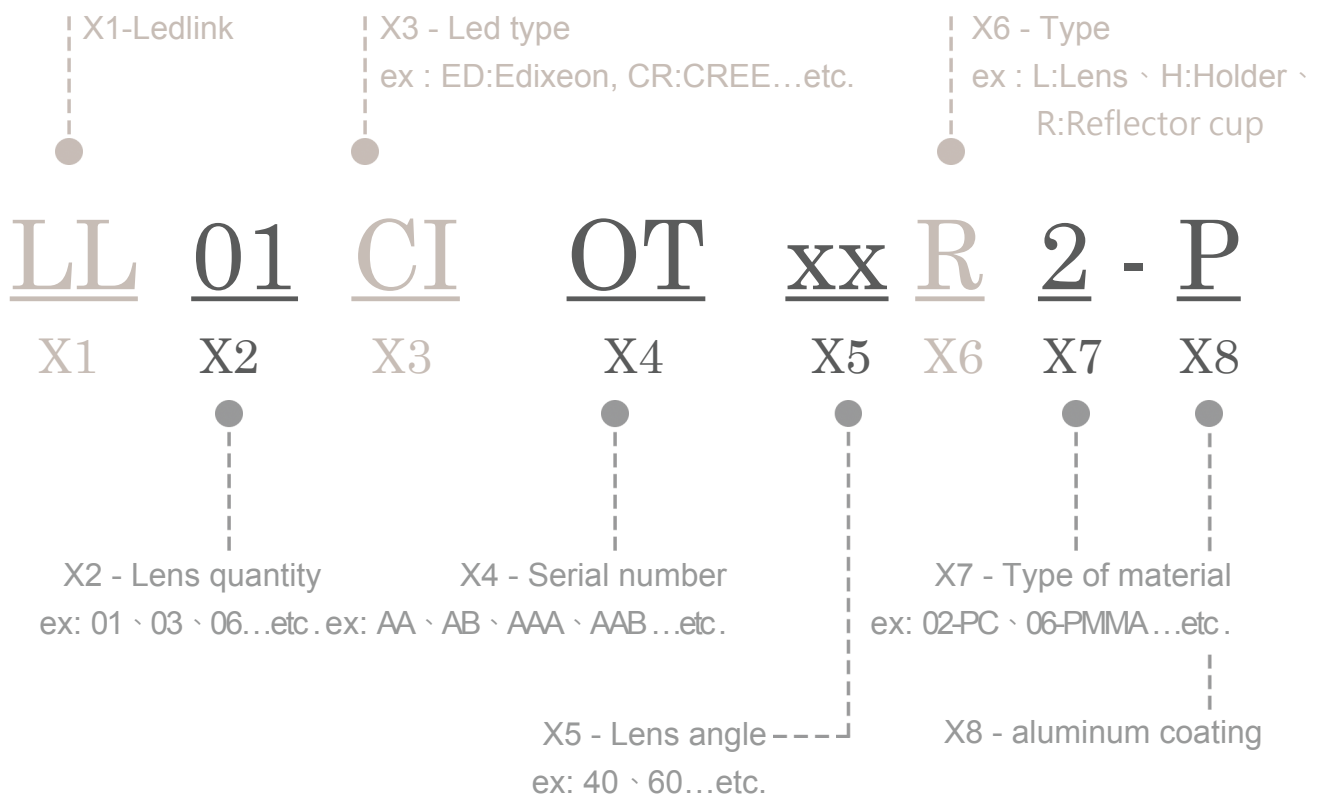 X1-Ledlink
X3 - Led type
ex : ED:Edixeon, CR:CREE…etc.
X6 - Type
ex : L:Lens、H:Holder、
R:Reflector cup
LL 01 CI OT xx R 2 - P
X1 X2 X3 X4 X5 X6 X7 X8
X2 - Lens quantity
ex: 01、03、06…etc.
X4 - Serial number
ex: AA、AB、AAA、AAB…etc.
X7 - Type of material
ex: 02-PC、06-PMMA…etc.
X5 - Lens angle
ex: 40、60…etc.
X8 - aluminum coating